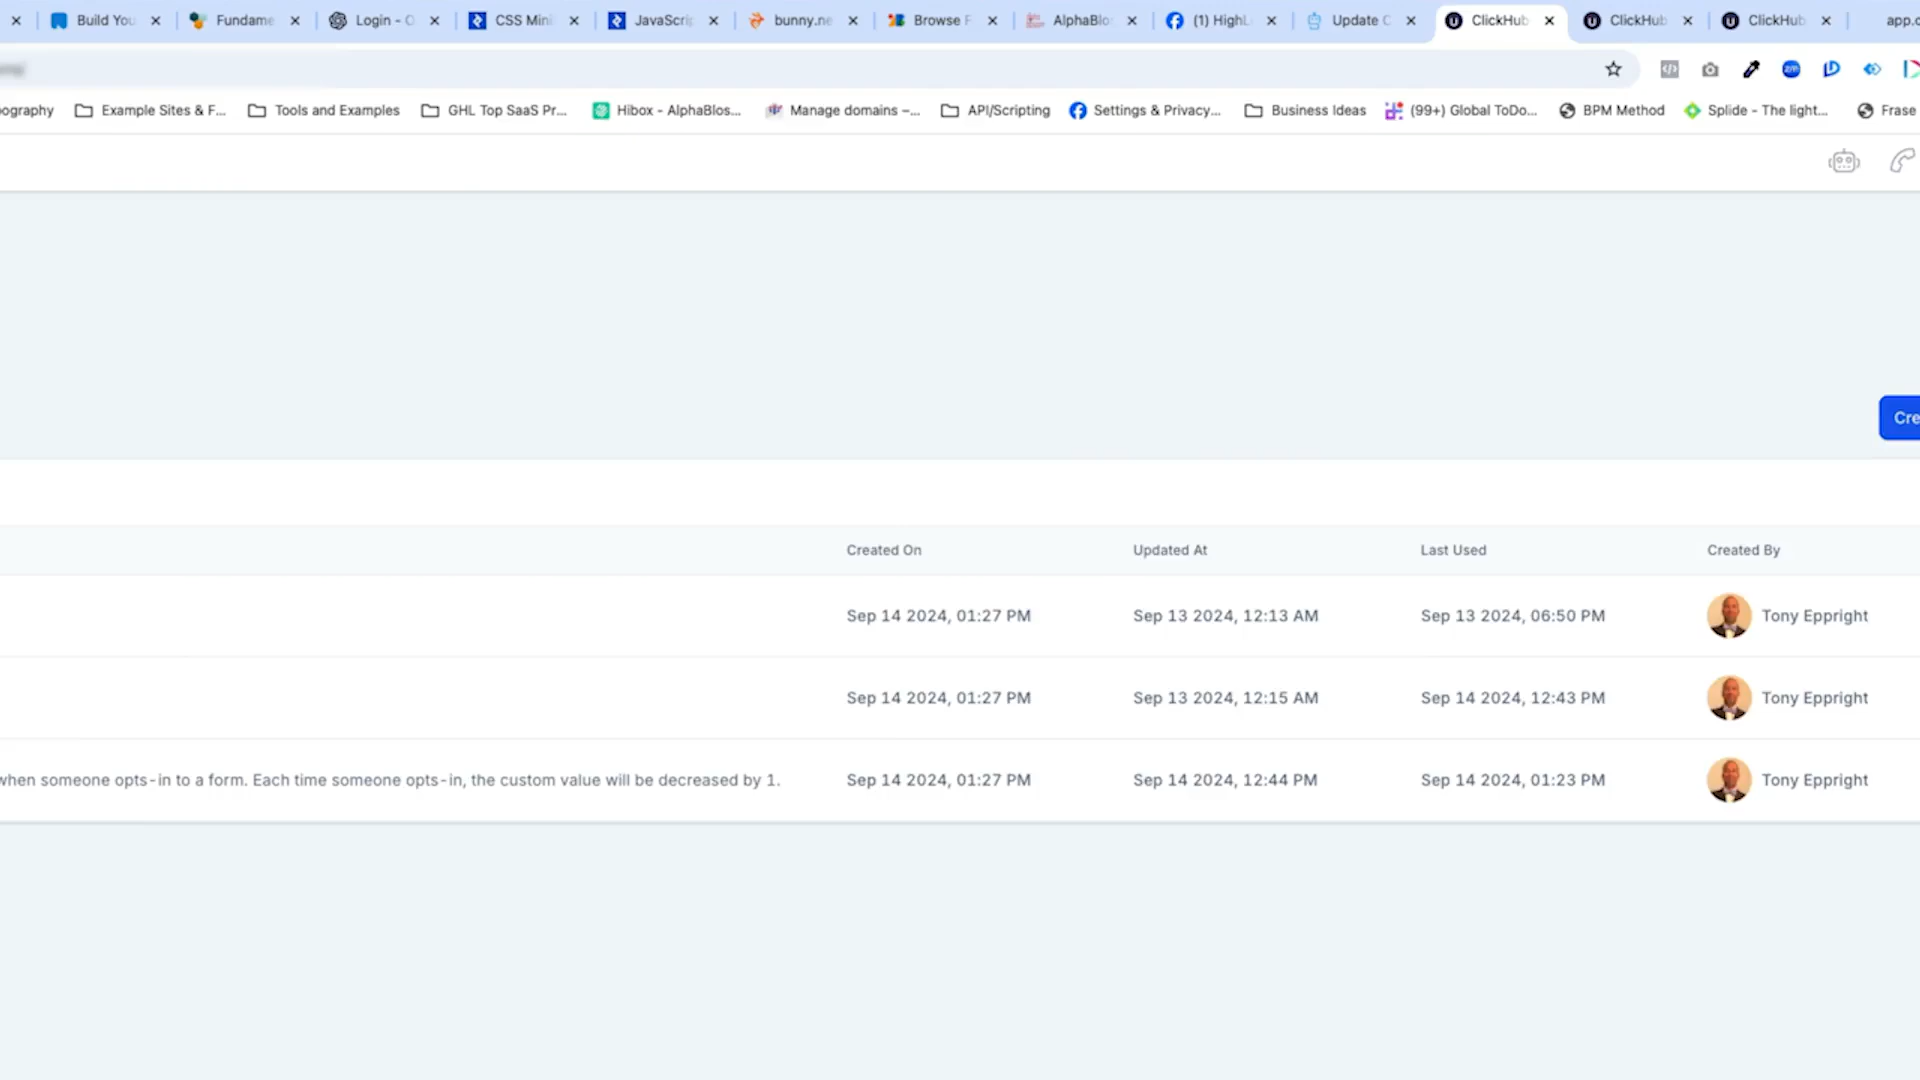 Build You Fundame Login - O CSS Mini JavaScrip bunny.ne Browse F AlphaBlo (1) HighL Update C ClickHub ClickHub ClickHub app.c
ography Example Sites & F... Tools and Examples GHL Top SaaS Pr... Hibox - AlphaBlos... Manage domains –... API/Scripting Settings & Privacy... Business Ideas (99+) Global ToDo... BPM Method Splide - The light... Frase
Cre
Created On Updated At Last Used Created By
Sep 14 2024, 01:27 PM Sep 13 2024, 12:13 AM Sep 13 2024, 06:50 PM Tony Eppright
Sep 14 2024, 01:27 PM Sep 13 2024, 12:15 AM Sep 14 2024, 12:43 PM Tony Eppright
when someone opts-in to a form. Each time someone opts-in, the custom value will be decreased by 1. Sep 14 2024, 01:27 PM Sep 14 2024, 12:44 PM Sep 14 2024, 01:23 PM Tony Eppright